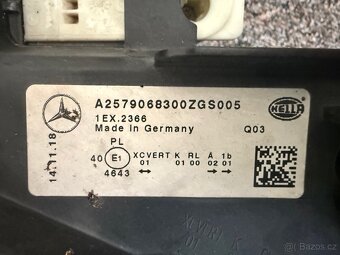 A2579068300ZGS005
HELLA
1EX.2366
Made in Germany
Q03
PL
14.11.18
40 E1 XCVERT K RL A 1b
01 01 00 02 01
4643
bazoš.cz